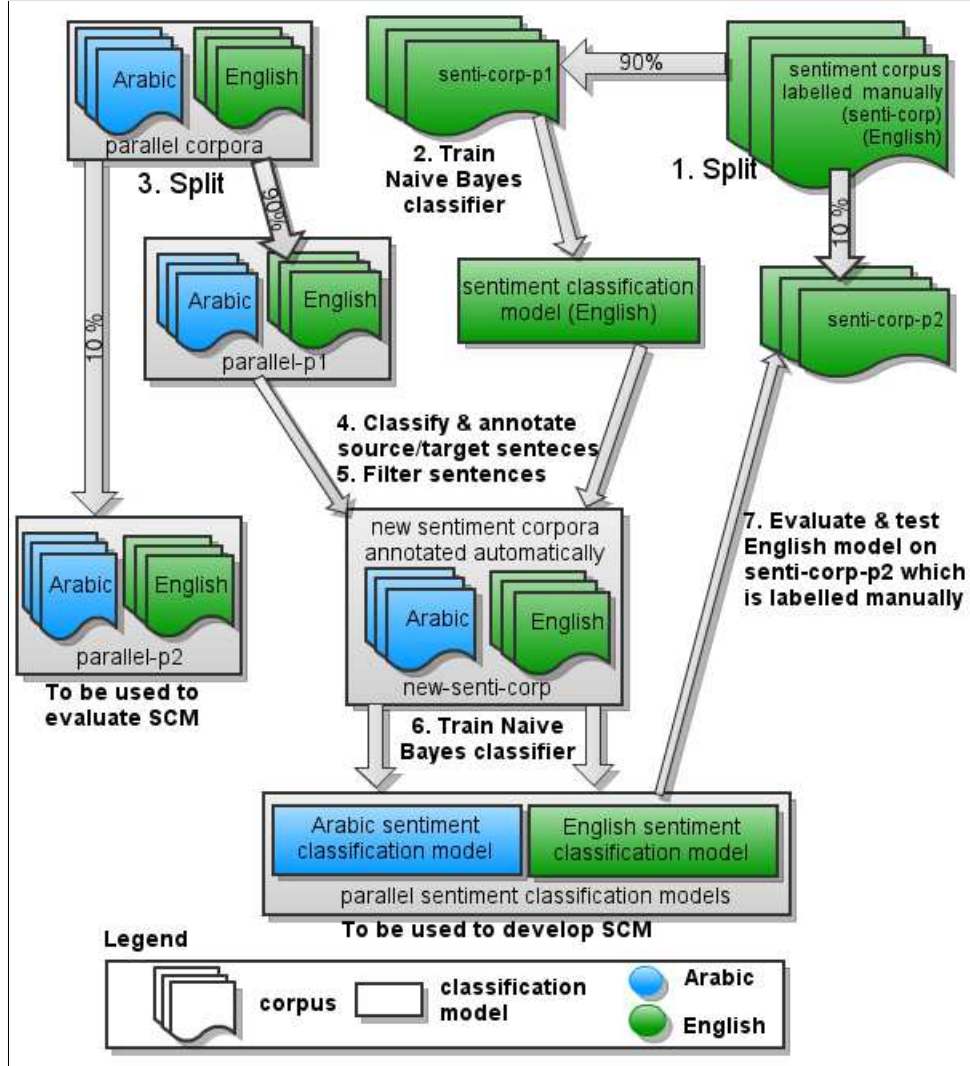 Arabic
English
parallel corpora
senti-corp-p1
90%
sentiment corpus
labelled manually
(senti-corp)
(English)
3. Split
90%
2. Train
Naive Bayes
classifier
1. Split
10 %
10 %
Arabic
English
parallel-p1
sentiment classification
model (English)
senti-corp-p2
4. Classify & annotate
source/target senteces
5. Filter sentences
Arabic
English
parallel-p2
To be used to
evaluate SCM
new sentiment corpora
annotated automatically
Arabic
English
new-senti-corp
7. Evaluate & test
English model on
senti-corp-p2 which
is labelled manually
6. Train Naive
Bayes classifier
Arabic sentiment
classification model
English sentiment
classification model
parallel sentiment classification models
To be used to develop SCM
Legend
corpus
classification
model
Arabic
English